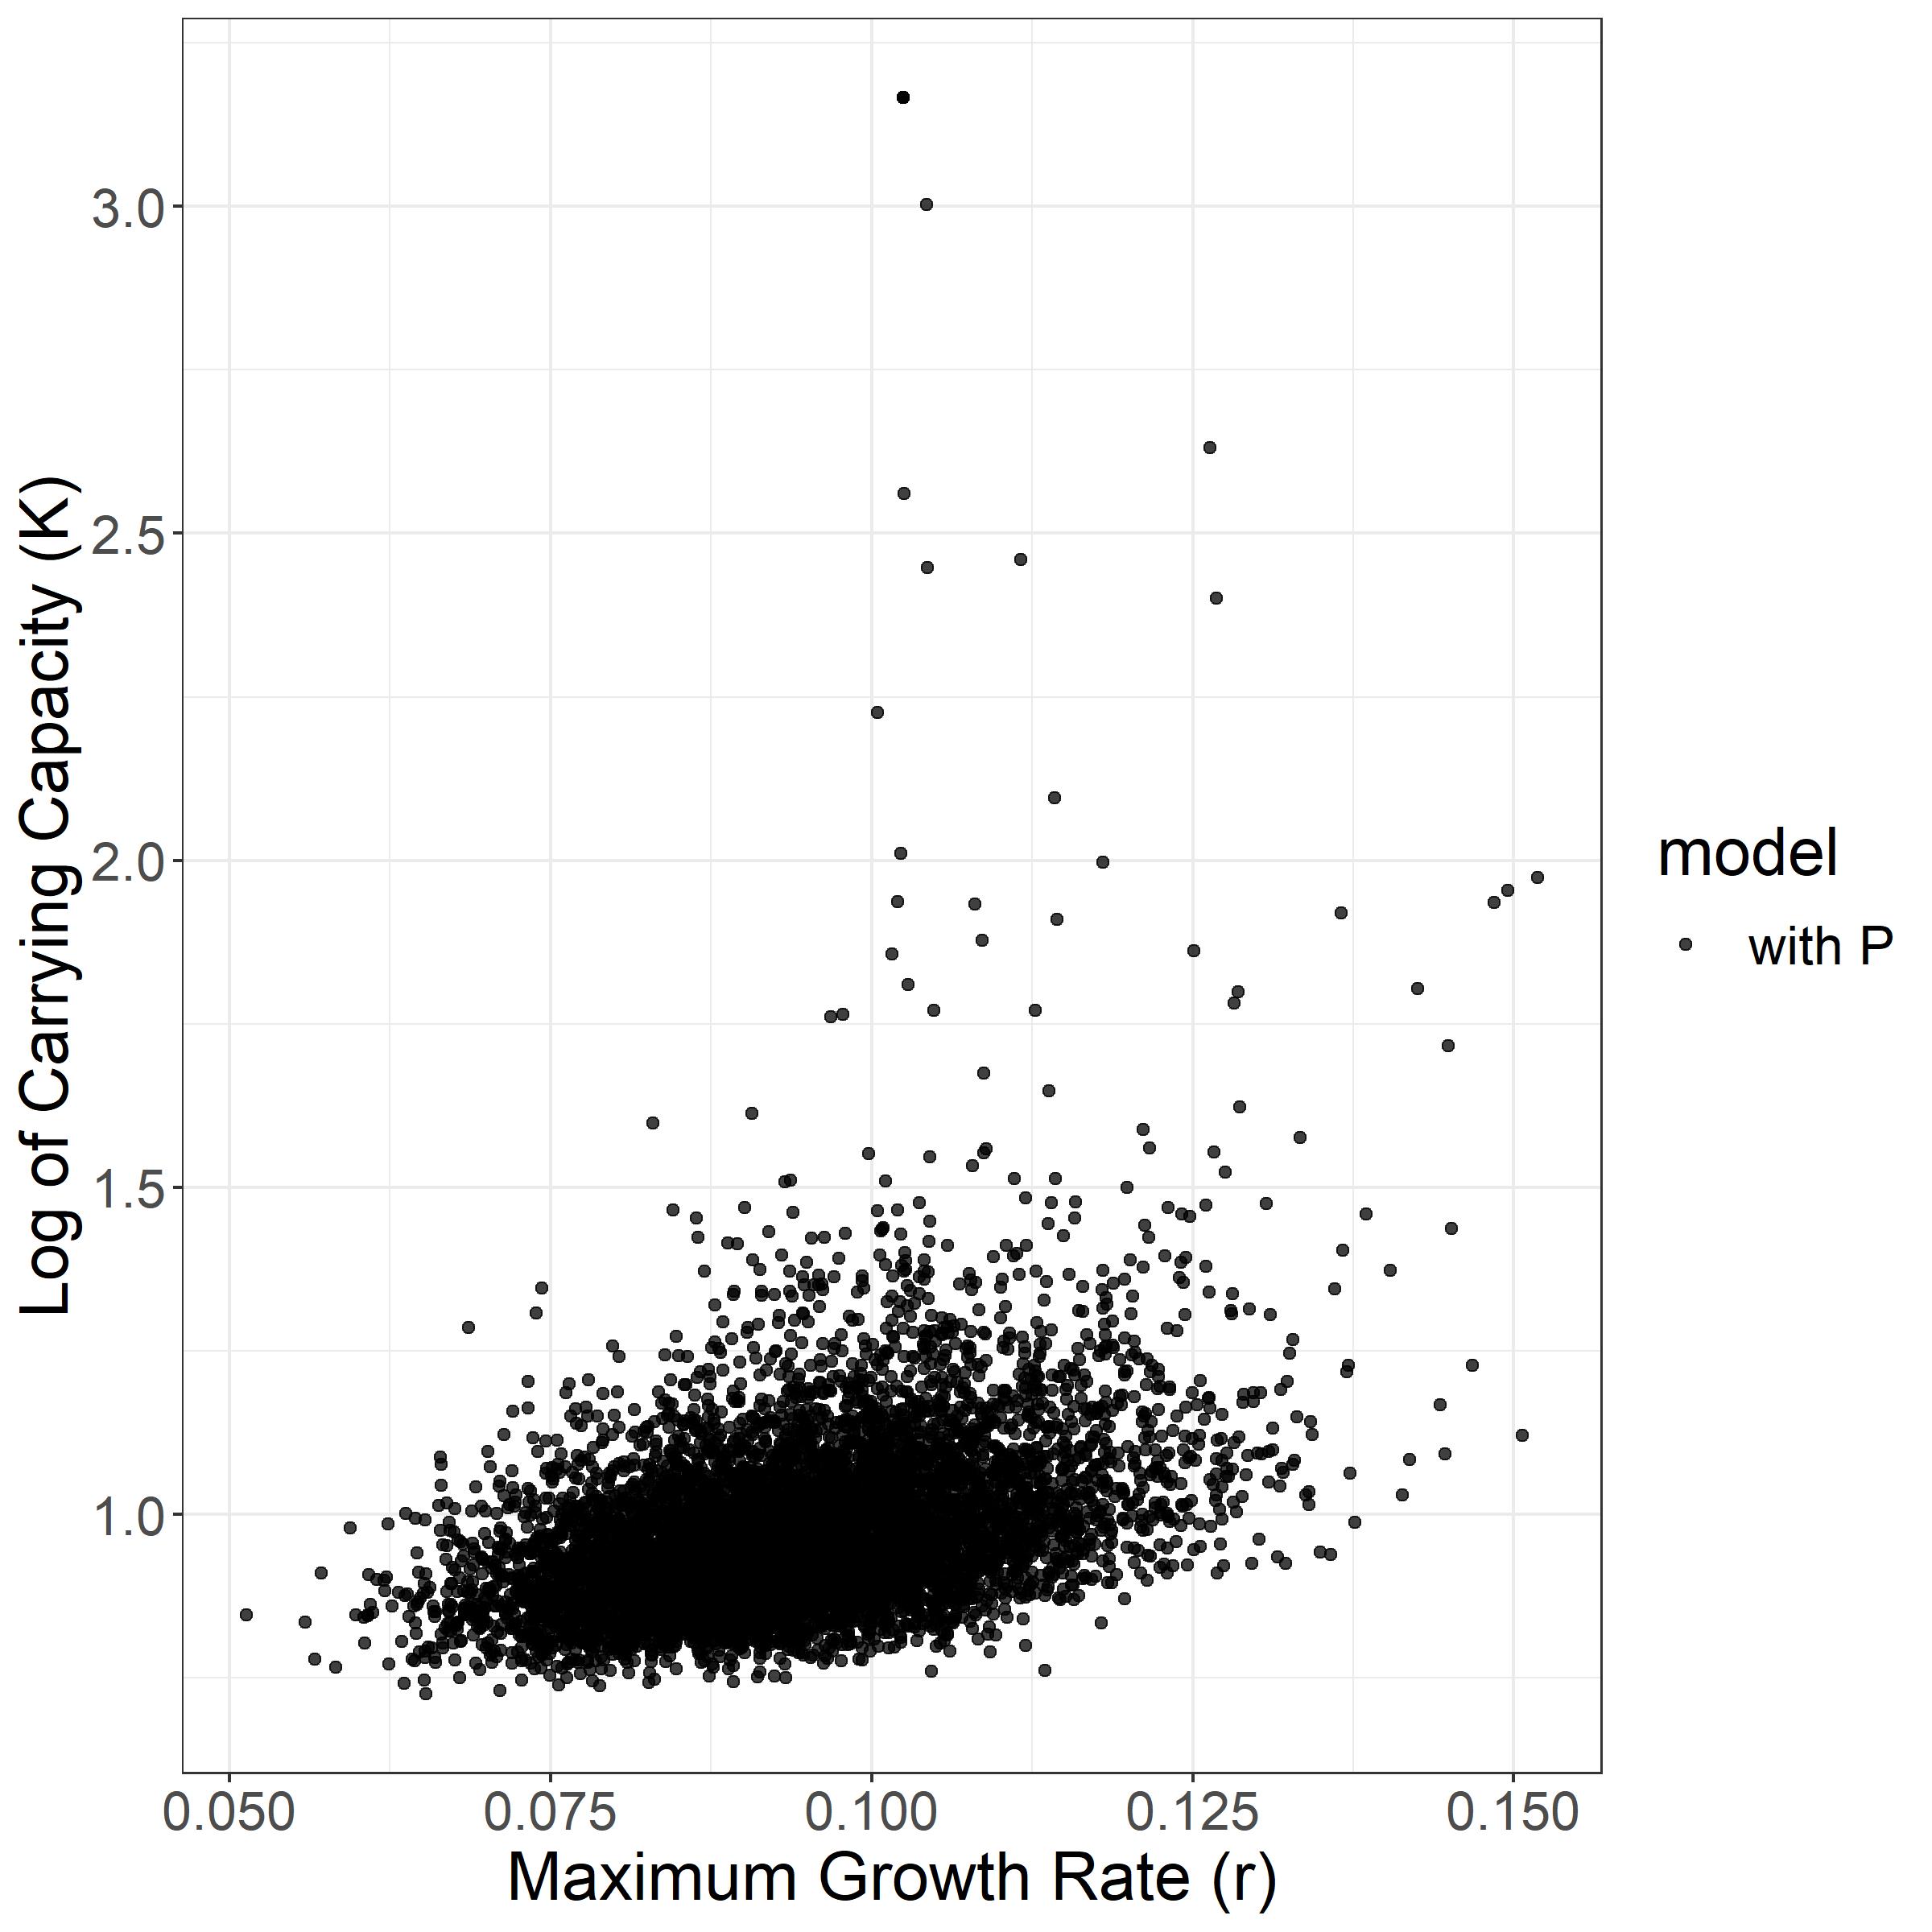 Log of Carrying Capacity (K)
3.0
2.5
2.0
1.5
1.0
0.050 0.075 0.100 0.125 0.150
Maximum Growth Rate (r)
model
with P